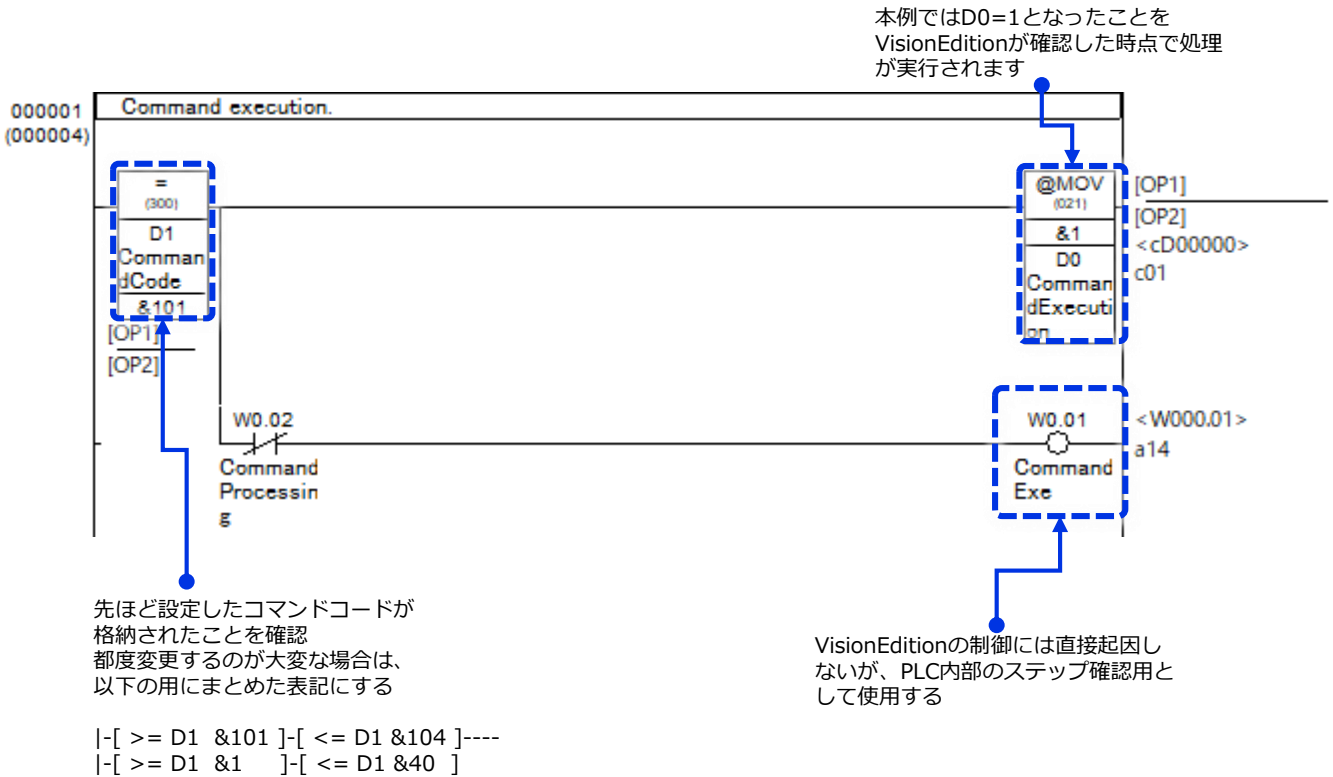 本例ではD0=1となったことを
VisionEditionが確認した時点で処理
が実行されます
000001
(000004)
Command execution.
=
(300)
D1
Comman
dCode
&101
[OP1]
[OP2]
@MOV
(021)
&1
D0
Comman
dExecuti
on
[OP1]
[OP2]
<cD00000>
c01
W0.02
Command
Processin
g
W0.01
Command
Exe
<W000.01>
a14
先ほど設定したコマンドコードが
格納されたことを確認
都度変更するのが大変な場合は、
以下の用にまとめた表記にする
|-[ >= D1 &101 ]-[ <= D1 &104 ]----
|-[ >= D1 &1 ]-[ <= D1 &40 ]
VisionEditionの制御には直接起因し
ないが、PLC内部のステップ確認用と
して使用する